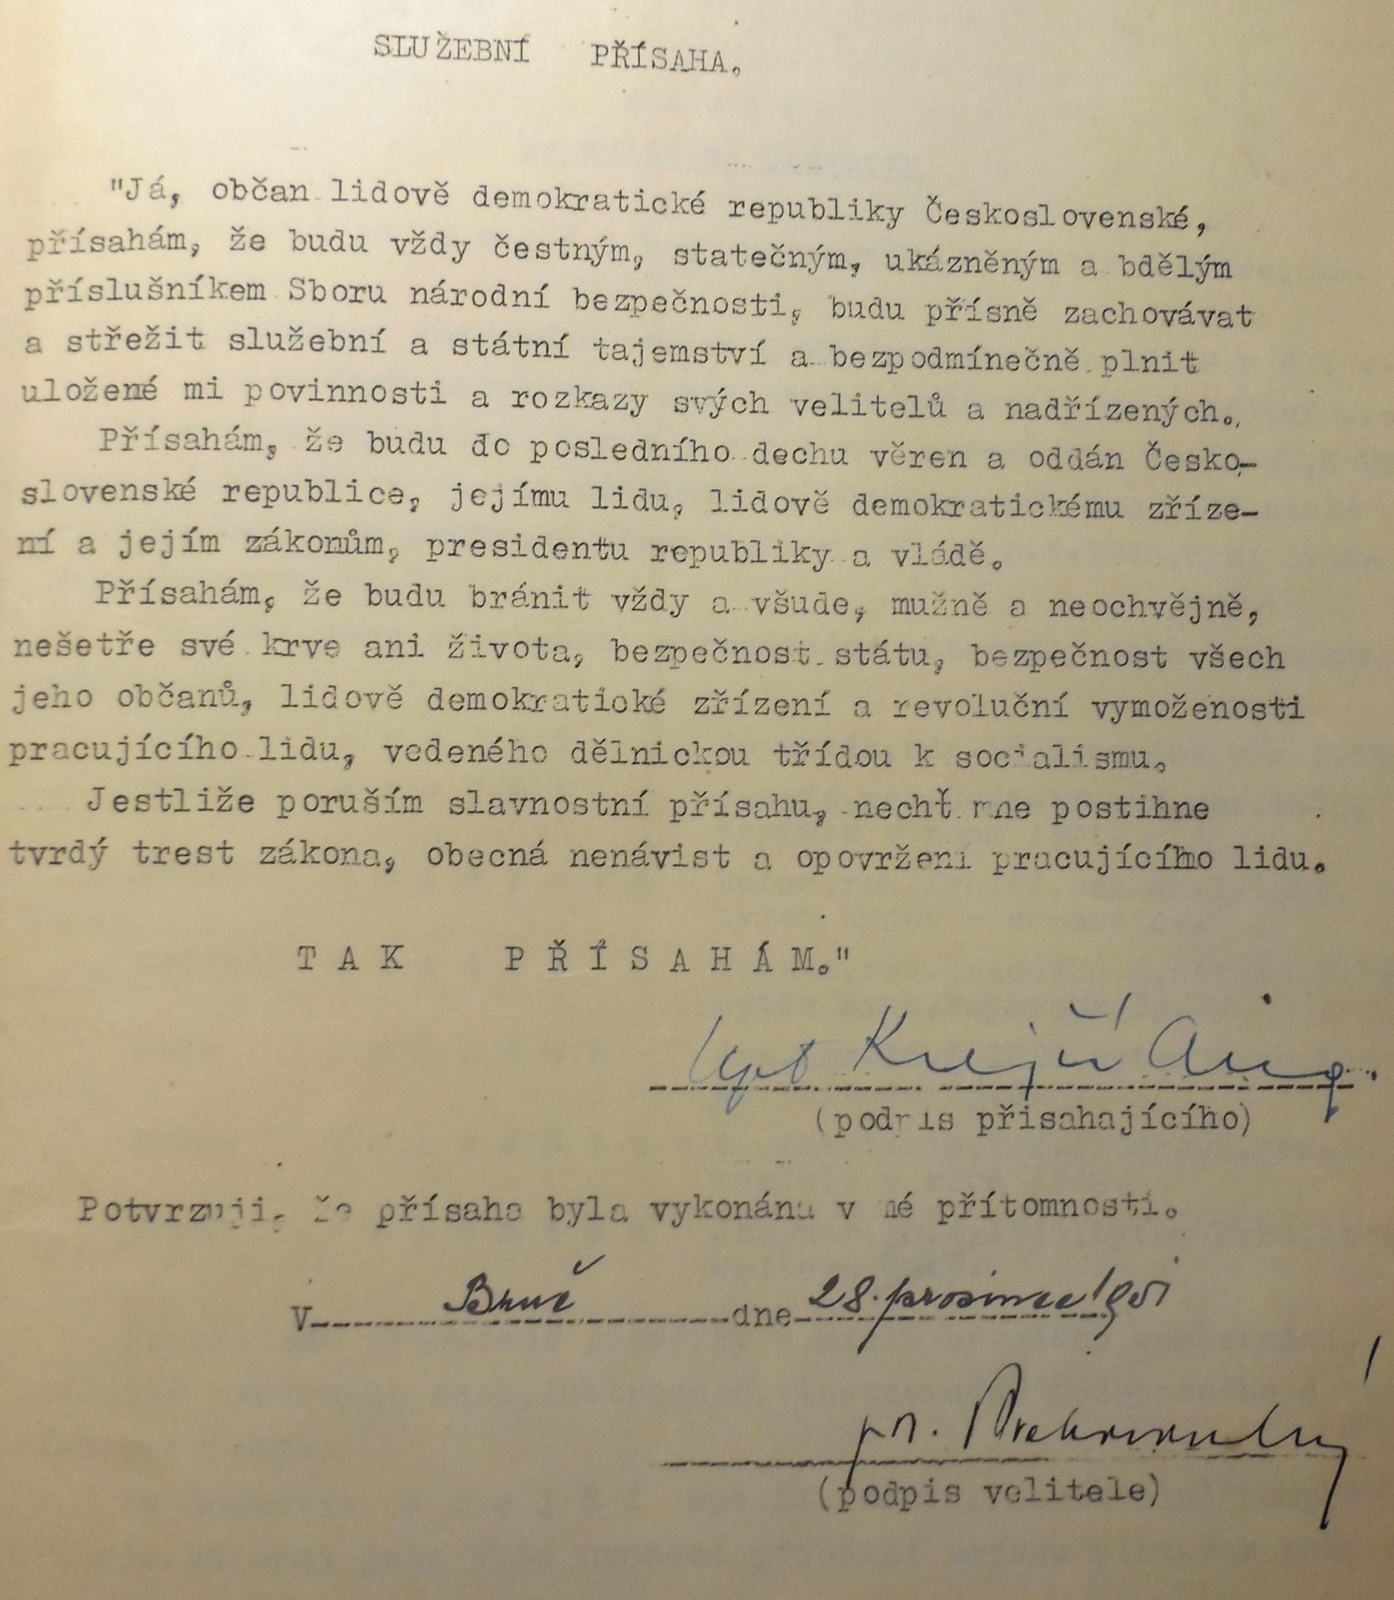 SLUŽEBNÍ PŘÍSAHA.
"Já, občan lidově demokratické republiky Československé,
přísahám, že budu vždy čestným, statečným, ukázněným a bdělým
příslušníkem Sboru národní bezpečnosti, budu přísně zachovávat
a střežit služební a státní tajemství a bezpodmínečně plnit
uložené mi povinnosti a rozkazy svých velitelů a nadřízených.
Přísahám, že budu do posledního dechu věren a oddán Česko-
slovenské republice, jejímu lidu, lidově demokratickému zříze-
ní a jejím zákonům, presidentu republiky a vládě.
Přísahám, že budu bránit vždy a všude, mužně a neochvějně,
nešetře své krve ani života, bezpečnost státu, bezpečnost všech
jeho občanů, lidově demokratické zřízení a revoluční vymoženosti
pracujícího lidu, vedeného dělnickou třídou k socialismu.
Jestliže poruším slavnostní přísahu, nechť mne postihne
tvrdý trest zákona, obecná nenávist a opovržení pracujícího lidu.
TAK PŘÍSAHÁM."
Krejčí
(podpis přisahajícího)
Potvrzuji, že přísaha byla vykonána v mé přítomnosti.
V Brně dne 28. prosince 1951
(podpis velitele)